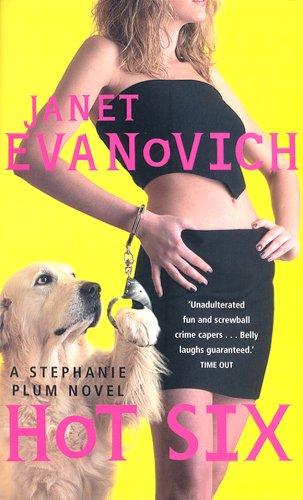 JANET
EVANoVICH
'Unadulterated
fun and screwball
crime capers . . . Belly
laughs guaranteed.'
TIME OUT
A STEPHANIE
PLUM NOVEL
HoT SIX